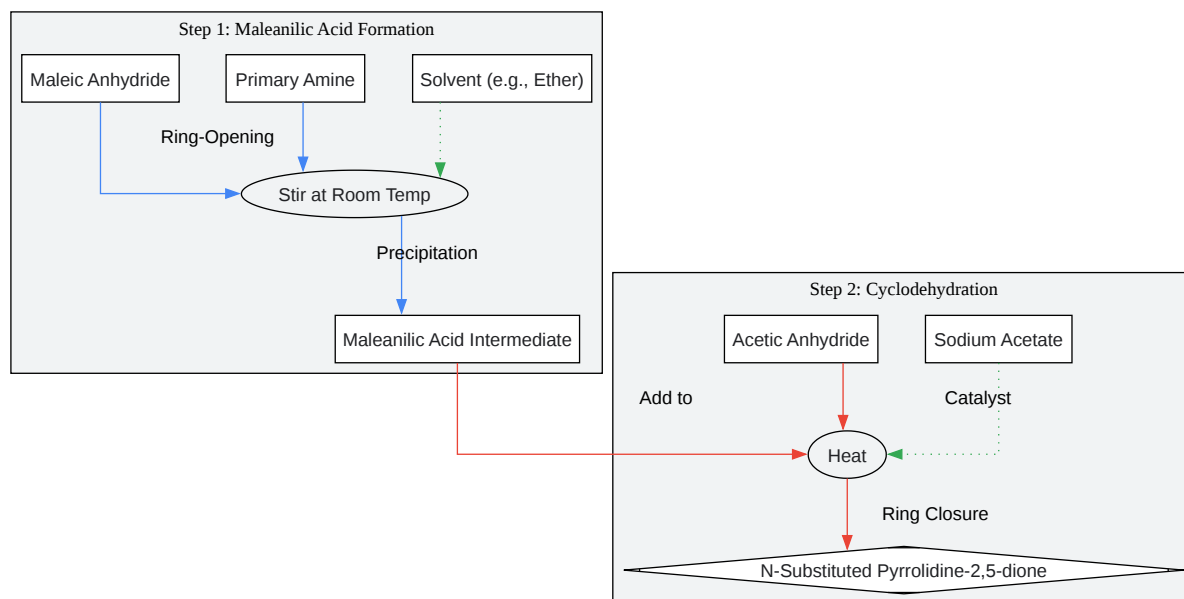 Step 1: Maleanilic Acid Formation
Maleic Anhydride
Primary Amine
Solvent (e.g., Ether)
Ring-Opening
Stir at Room Temp
Precipitation
Maleanilic Acid Intermediate
Step 2: Cyclodehydration
Acetic Anhydride
Sodium Acetate
Add to
Catalyst
Heat
Ring Closure
N-Substituted Pyrrolidine-2,5-dione